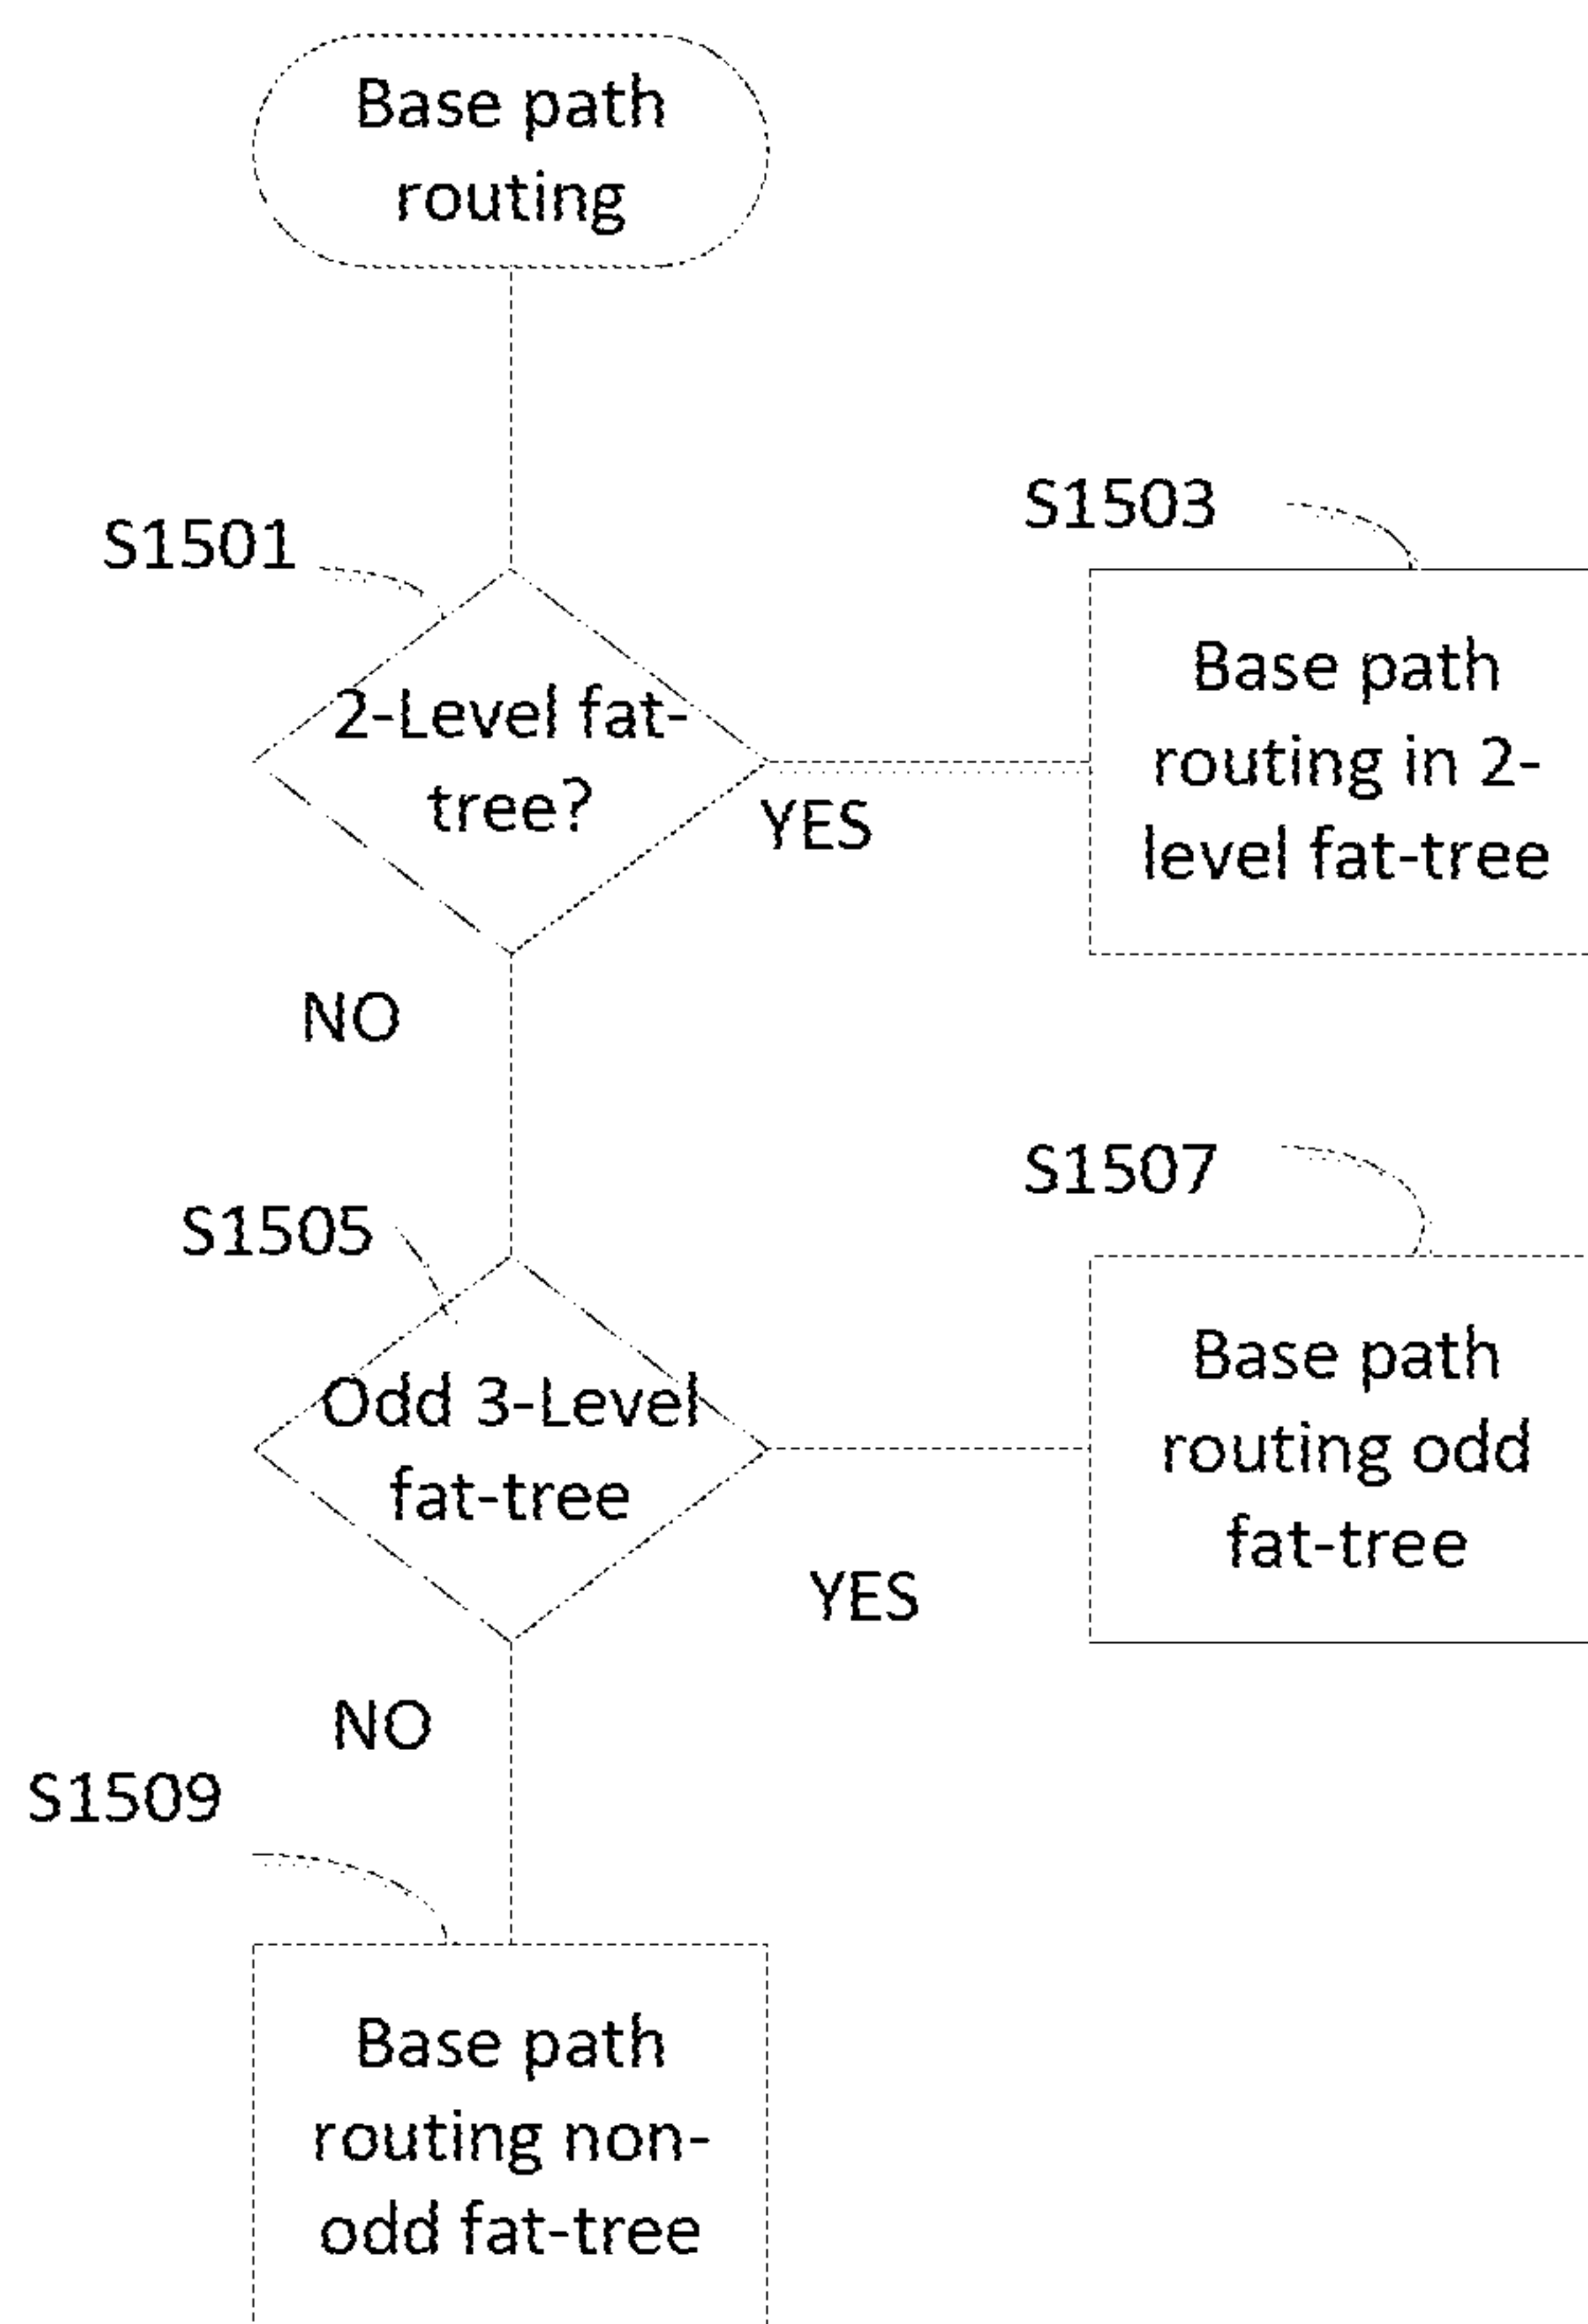 Base path
routing
S1501
2-Level fat-
tree?
YES
S1503
Base path
routing in 2-
level fat-tree
NO
S1505
Odd 3-Level
fat-tree
YES
S1507
Base path
routing odd
fat-tree
NO
S1509
Base path
routing non-
odd fat-tree